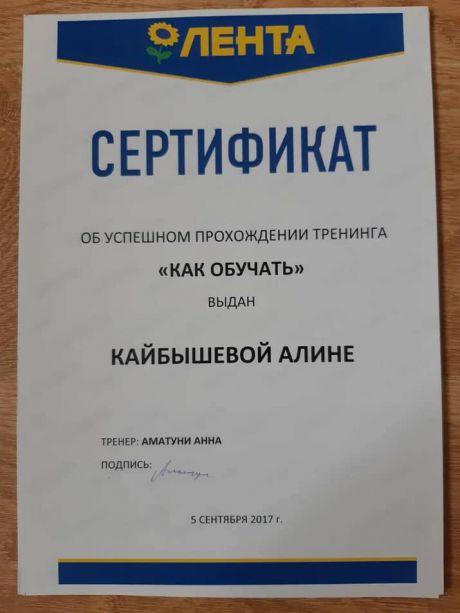 ЛЕНТА
СЕРТИФИКАТ
ОБ УСПЕШНОМ ПРОХОЖДЕНИИ ТРЕНИНГА
«КАК ОБУЧАТЬ»
ВЫДАН
КАЙБЫШЕВОЙ АЛИНЕ
ТРЕНЕР: АМАТУНИ АННА
ПОДПИСЬ:
5 СЕНТЯБРЯ 2017 г.